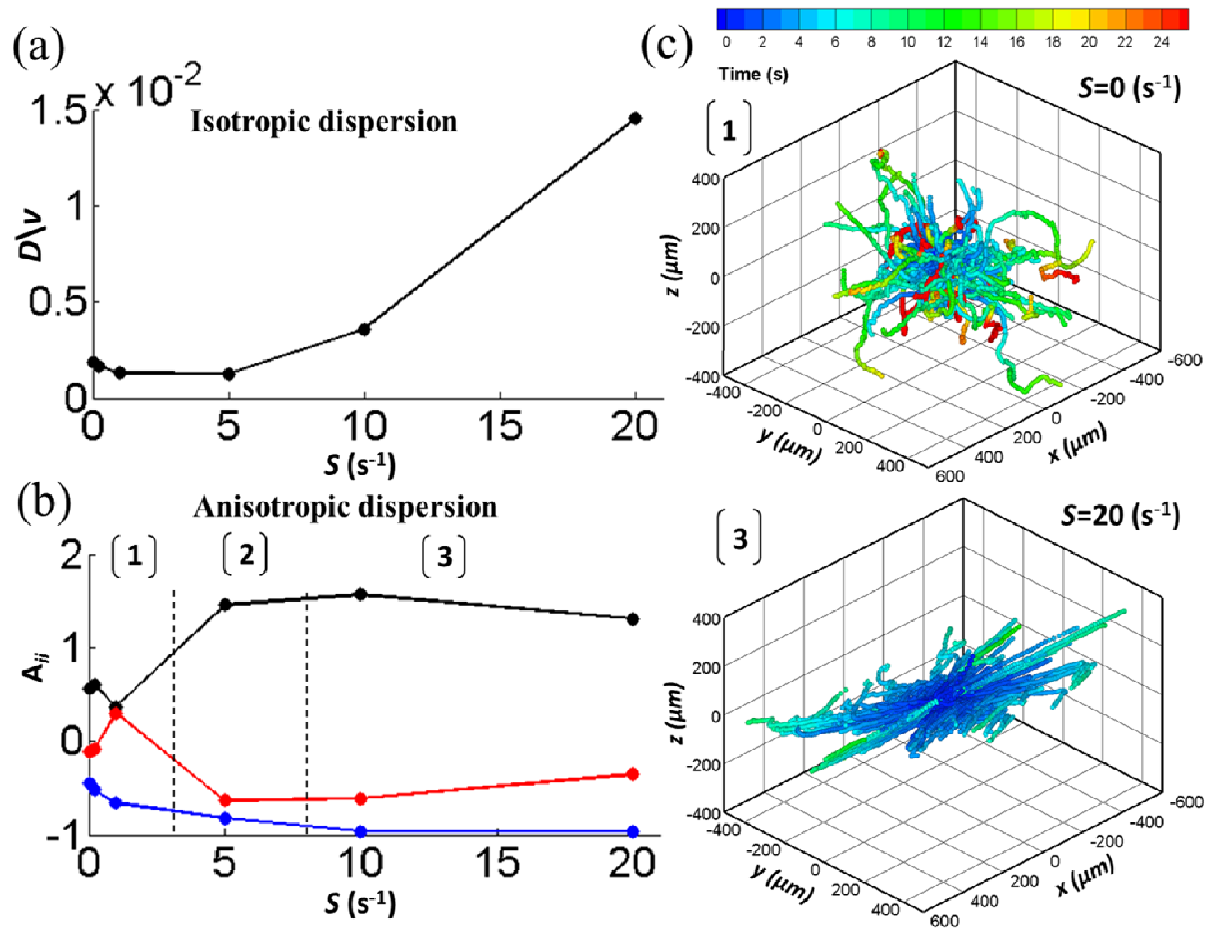 (a)
x 10-2
Isotropic dispersion
1.5
1
0.5
0
D\v
0 5 10 15 20
S (s-1)
(b)
Anisotropic dispersion
[1] [2] [3]
2
1
0
-1
Aii
0 5 10 15 20
S (s-1)
(c)
0 2 4 6 8 10 12 14 16 18 20 22 24
Time (s)
S=0 (s-1)
[1]
400
200
0
-200
-400
z (μm)
-400 -200 0 200 400
y (μm)
600 400 200 0 -200 -400 -600
x (μm)
S=20 (s-1)
[3]
400
200
0
-200
-400
z (μm)
-400 -200 0 200 400
y (μm)
600 400 200 0 -200 -400 -600
x (μm)